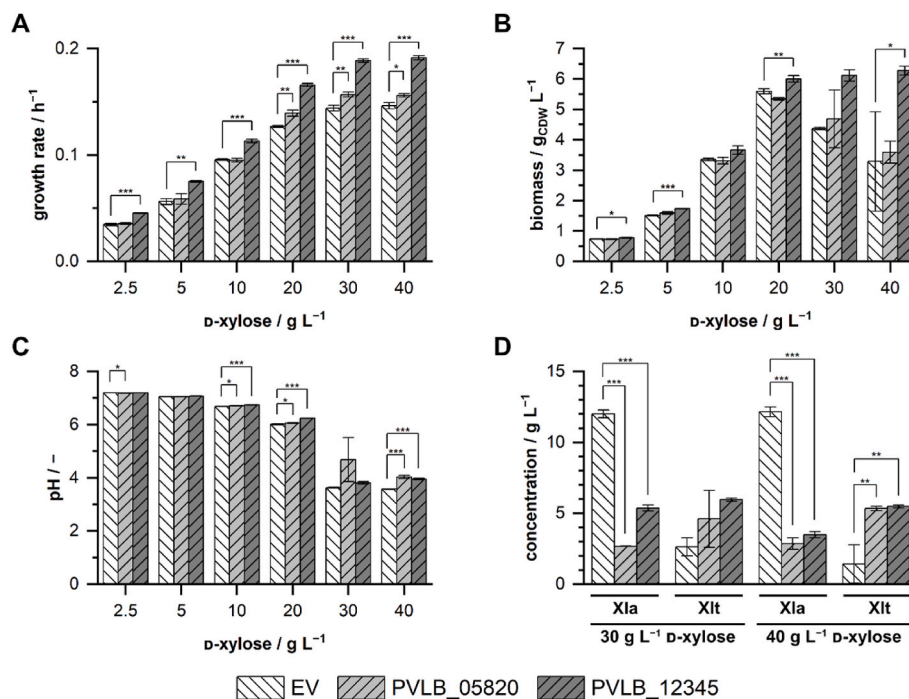 A
growth rate / h⁻¹
0.2
0.1
0.0
*** ** *** ** *** ** *** * ***
2.5 5 10 20 30 40
D-xylose / g L⁻¹
B
biomass / gCDW L⁻¹
7
6
5
4
3
2
1
0
* *** ** *
2.5 5 10 20 30 40
D-xylose / g L⁻¹
C
pH / –
8
6
4
2
0
* * *** * *** *** ***
2.5 5 10 20 30 40
D-xylose / g L⁻¹
D
concentration / g L⁻¹
15
10
5
0
*** *** *** *** ** **
Xla Xlt Xla Xlt
30 g L⁻¹ D-xylose 40 g L⁻¹ D-xylose
EV PVLB_05820 PVLB_12345